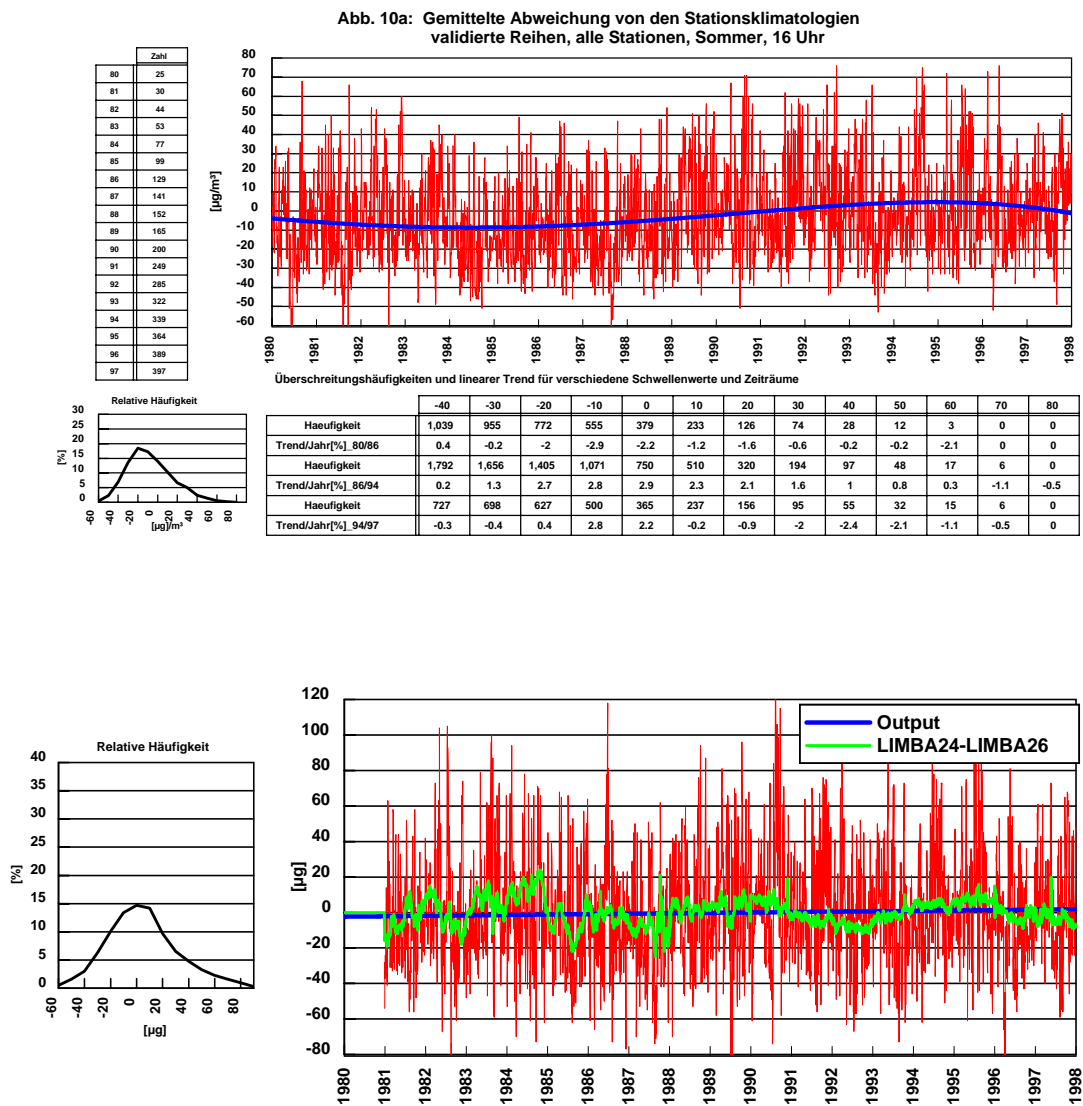 Abb. 10a: Gemittelte Abweichung von den Stationsklimatologien
validierte Reihen, alle Stationen, Sommer, 16 Uhr
Zahl
80 25
81 30
82 44
83 53
84 77
85 99
86 129
87 141
88 152
89 165
90 200
91 249
92 285
93 322
94 339
95 364
96 389
97 397
[µg/m³]
80
70
60
50
40
30
20
10
0
-10
-20
-30
-40
-50
-60
1980 1981 1982 1983 1984 1985 1986 1987 1988 1989 1990 1991 1992 1993 1994 1995 1996 1997 1998
Relative Häufigkeit
[%]
30
25
20
15
10
5
0
-60 -40 -20 0 20 40 60 80
[µg]/m³
Überschreitungshäufigkeiten und linearer Trend für verschiedene Schwellenwerte und Zeiträume
-40 -30 -20 -10 0 10 20 30 40 50 60 70 80
Haeufigkeit 1,039 955 772 555 379 233 126 74 28 12 3 0 0
Trend/Jahr[%]_80/86 0.4 -0.2 -2 -2.9 -2.2 -1.2 -1.6 -0.6 -0.2 -0.2 -2.1 0 0
Haeufigkeit 1,792 1,656 1,405 1,071 750 510 320 194 97 48 17 6 0
Trend/Jahr[%]_86/94 0.2 1.3 2.7 2.8 2.9 2.3 2.1 1.6 1 0.8 0.3 -1.1 -0.5
Haeufigkeit 727 698 627 500 365 237 156 95 55 32 15 6 0
Trend/Jahr[%]_94/97 -0.3 -0.4 0.4 2.8 2.2 -0.2 -0.9 -2 -2.4 -2.1 -1.1 -0.5 0
Relative Häufigkeit
[%]
40
35
30
25
20
15
10
5
0
-60 -40 -20 0 20 40 60 80
[µg]
[µg]
120
100
80
60
40
20
0
-20
-40
-60
-80
Output
LIMBA24-LIMBA26
1980 1981 1982 1983 1984 1985 1986 1987 1988 1989 1990 1991 1992 1993 1994 1995 1996 1997 1998